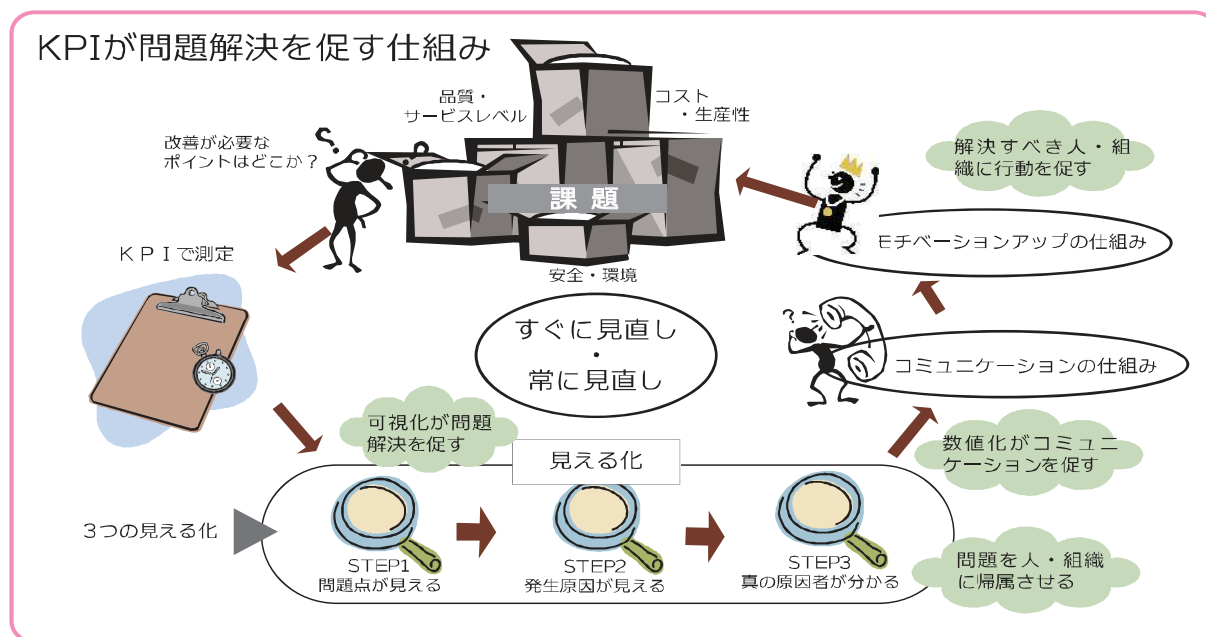 KPIが問題解決を促す仕組み
品質・
サービスレベル
コスト
・生産性
改善が必要な
ポイントはどこか？
課 題
安全・環境
解決すべき人・組
織に行動を促す
モチベーションアップの仕組み
ＫＰＩで測定
すぐに見直し
・
常に見直し
コミュニケーションの仕組み
可視化が問題
解決を促す
数値化がコミュニ
ケーションを促す
見える化
３つの見える化
STEP1
問題点が見える
STEP2
発生原因が見える
STEP3
真の原因者が分かる
問題を人・組織
に帰属させる